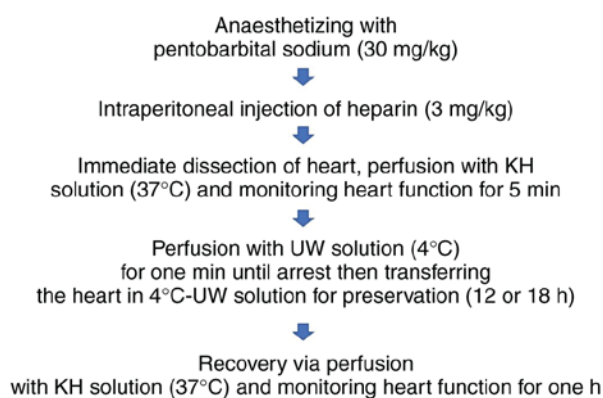 Anaesthetizing with
pentobarbital sodium (30 mg/kg)
Intraperitoneal injection of heparin (3 mg/kg)
Immediate dissection of heart, perfusion with KH
solution (37°C) and monitoring heart function for 5 min
Perfusion with UW solution (4°C)
for one min until arrest then transferring
the heart in 4°C-UW solution for preservation (12 or 18 h)
Recovery via perfusion
with KH solution (37°C) and monitoring heart function for one h